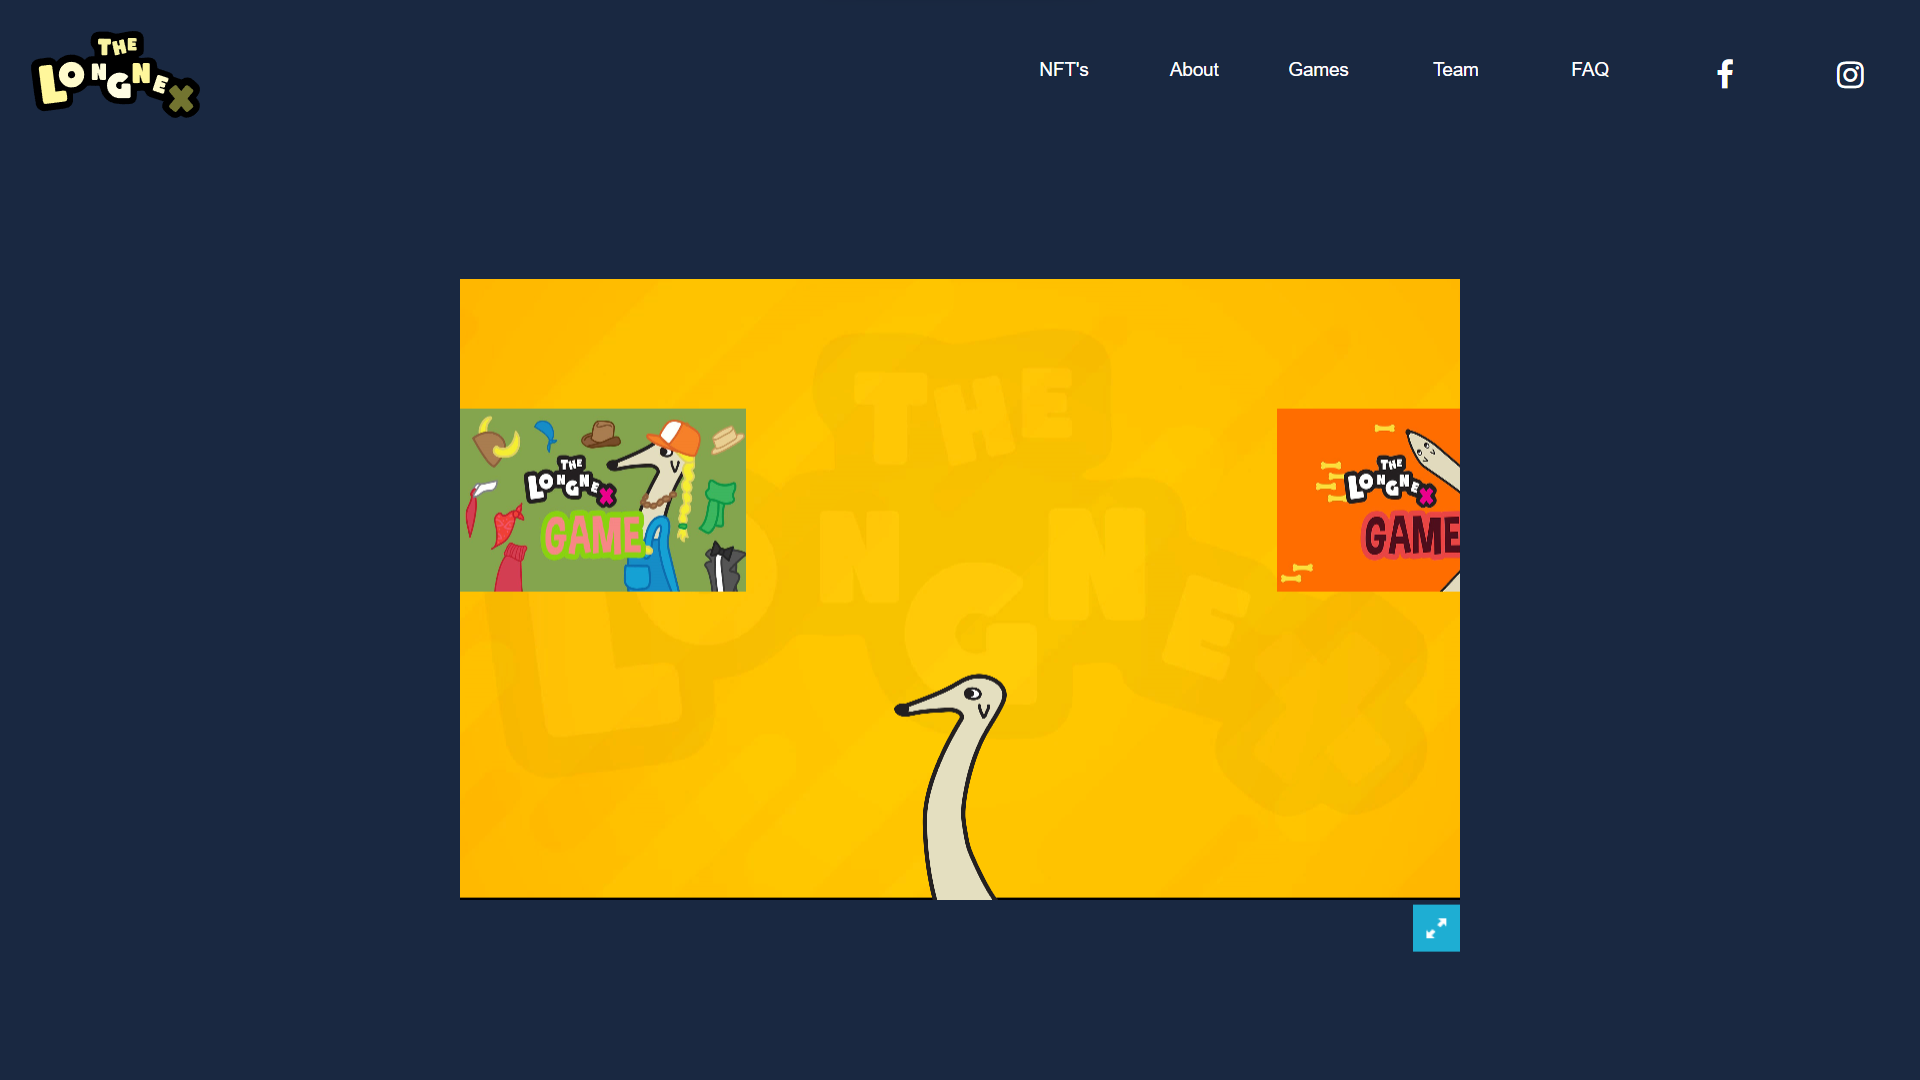 THE
LONGNEX
NFT's
About
Games
Team
FAQ
THE
LONGNEX
THE
LONGNEX
GAME
THE
LONGNEX
GAME